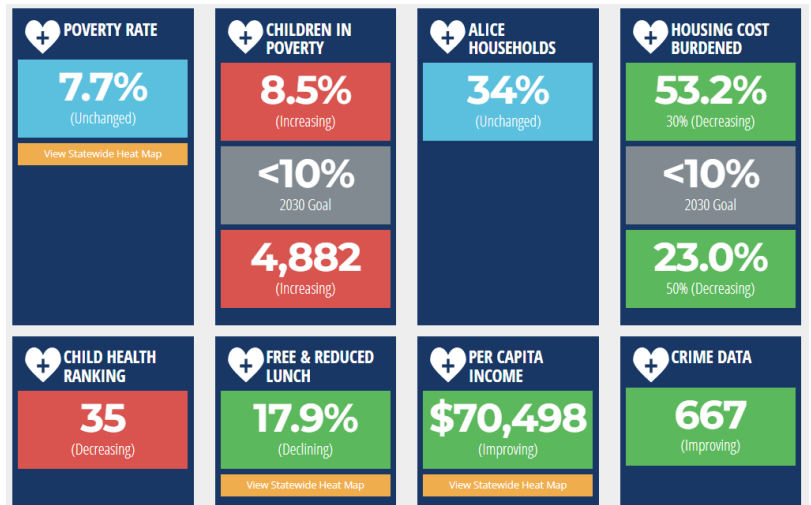 POVERTY RATE
7.7%
(Unchanged)
View Statewide Heat Map
CHILDREN IN
POVERTY
8.5%
(Increasing)
<10%
2030 Goal
4,882
(Increasing)
ALICE
HOUSEHOLDS
34%
(Unchanged)
HOUSING COST
BURDENED
53.2%
30% (Decreasing)
<10%
2030 Goal
23.0%
50% (Decreasing)
CHILD HEALTH
RANKING
35
(Decreasing)
FREE & REDUCED
LUNCH
17.9%
(Declining)
View Statewide Heat Map
PER CAPITA
INCOME
$70,498
(Improving)
View Statewide Heat Map
CRIME DATA
667
(Improving)